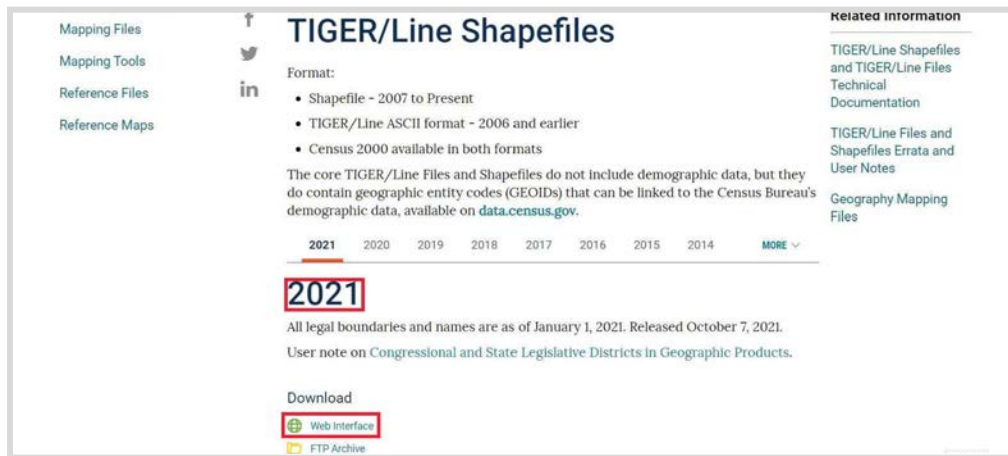 Mapping Files
Mapping Tools
Reference Files
Reference Maps
f
in
TIGER/Line Shapefiles
Format:
• Shapefile - 2007 to Present
• TIGER/Line ASCII format - 2006 and earlier
• Census 2000 available in both formats
The core TIGER/Line Files and Shapefiles do not include demographic data, but they
do contain geographic entity codes (GEOIDs) that can be linked to the Census Bureau's
demographic data, available on data.census.gov.
2021 2020 2019 2018 2017 2016 2015 2014 MORE
2021
All legal boundaries and names are as of January 1, 2021. Released October 7, 2021.
User note on Congressional and State Legislative Districts in Geographic Products.
Download
Web Interface
FTP Archive
Related Information
TIGER/Line Shapefiles
and TIGER/Line Files
Technical
Documentation
TIGER/Line Files and
Shapefiles Errata and
User Notes
Geography Mapping
Files